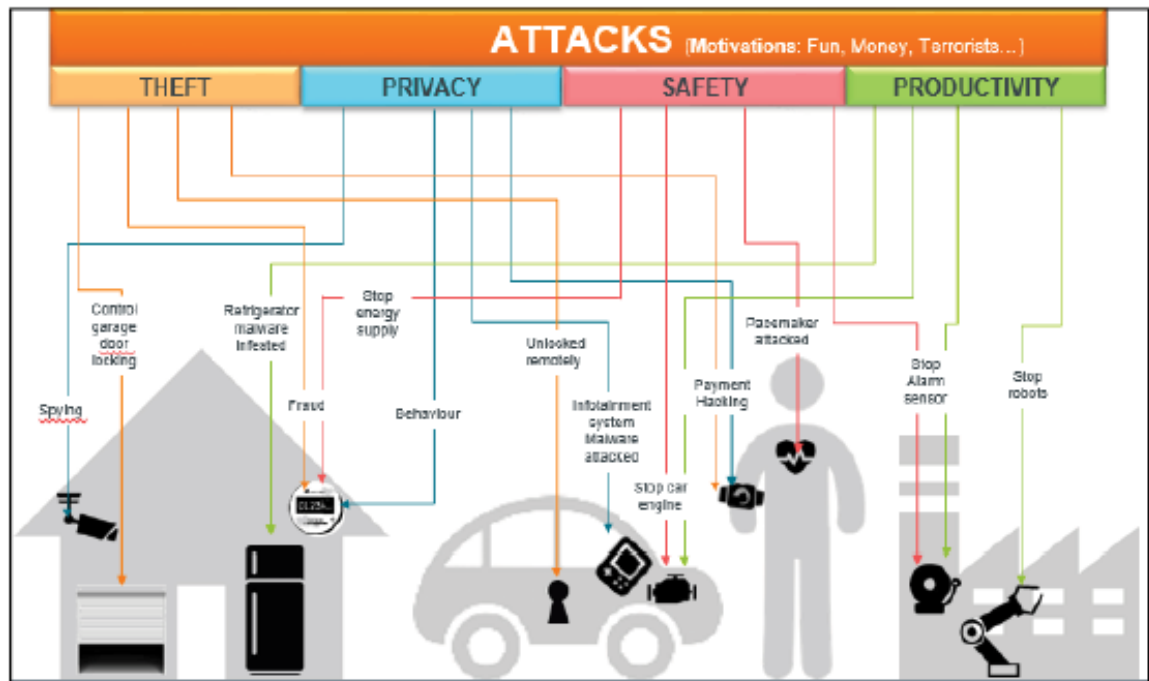 ATTACKS (Motivations: Fun, Money, Terrorists...)
THEFT
PRIVACY
SAFETY
PRODUCTIVITY
Control
garage
door
locking
Refrigerator
malware
infeated
Stop
energy
supply
Unlocked
remotely
Pacemaker
attacked
Spying
Fraud
Behaviour
Infotainment
system
Malware
attacked
Payment
Hacking
Stop
Alarm
sensor
Stop
robots
Stop car
engine